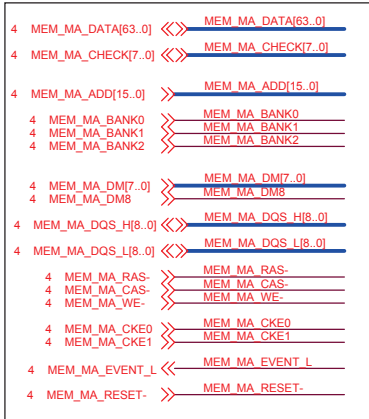 4 MEM_MA_DATA[63..0] MEM_MA_DATA[63..0]
4 MEM_MA_CHECK[7..0] MEM_MA_CHECK[7..0]
4 MEM_MA_ADD[15..0] MEM_MA_ADD[15..0]
4 MEM_MA_BANK0 MEM_MA_BANK0
4 MEM_MA_BANK1 MEM_MA_BANK1
4 MEM_MA_BANK2 MEM_MA_BANK2
4 MEM_MA_DM[7..0] MEM_MA_DM[7..0]
4 MEM_MA_DM8 MEM_MA_DM8
4 MEM_MA_DQS_H[8..0] MEM_MA_DQS_H[8..0]
4 MEM_MA_DQS_L[8..0] MEM_MA_DQS_L[8..0]
4 MEM_MA_RAS- MEM_MA_RAS-
4 MEM_MA_CAS- MEM_MA_CAS-
4 MEM_MA_WE- MEM_MA_WE-
4 MEM_MA_CKE0 MEM_MA_CKE0
4 MEM_MA_CKE1 MEM_MA_CKE1
4 MEM_MA_EVENT_L MEM_MA_EVENT_L
4 MEM_MA_RESET- MEM_MA_RESET-